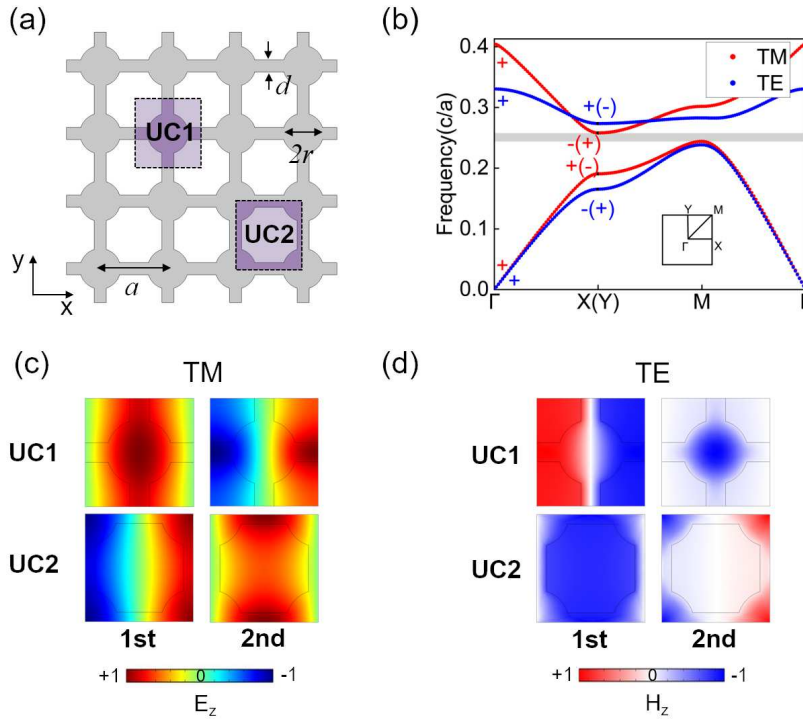 (a)
UC1
d
2r
UC2
a
y
x
(b)
Frequency(c/a)
0.4
0.3
0.2
0.1
0.0
TM
TE
+
+
+(-)
-(+)
+(-)
-(+)
+
+
Y
M
Γ
X
Γ
X(Y)
M
(c)
TM
UC1
UC2
1st
2nd
+1
0
-1
E_z
(d)
TE
UC1
UC2
1st
2nd
+1
0
-1
H_z